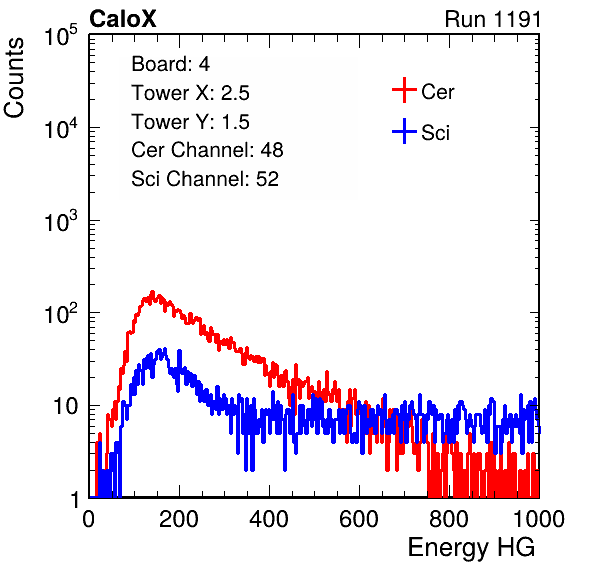 CaloX Run 1191
Counts
10^5
10^4
10^3
10^2
10
1
Board: 4
Tower X: 2.5
Tower Y: 1.5
Cer Channel: 48
Sci Channel: 52
Cer
Sci
0 200 400 600 800 1000
Energy HG